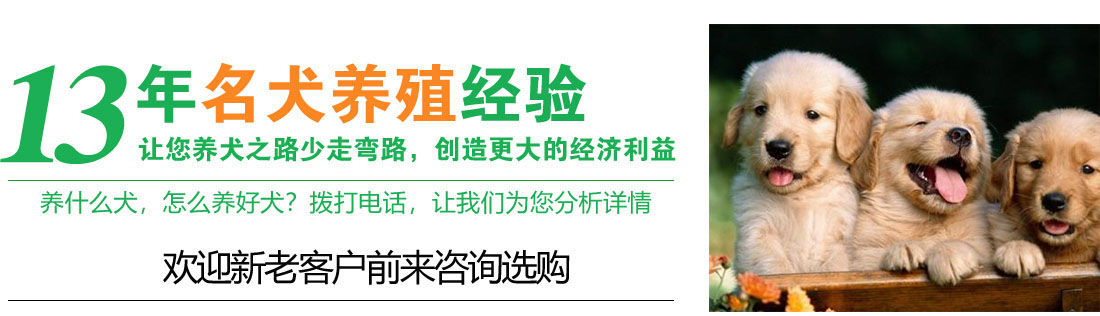 13年名犬养殖经验
让您养犬之路少走弯路，创造更大的经济利益
养什么犬，怎么养好犬？拨打电话，让我们为您分析详情
欢迎新老客户前来咨询选购